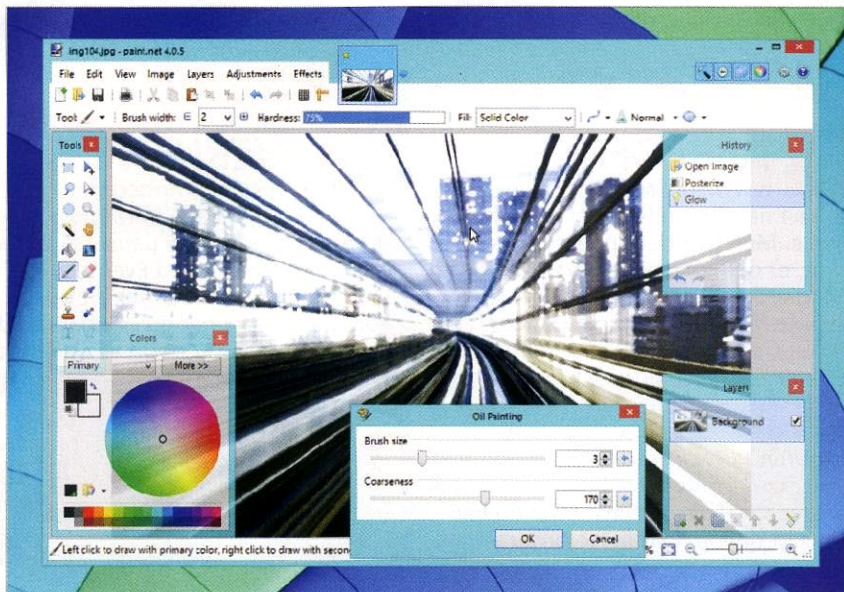 img104.jpg - paint.net 4.0.5
File Edit View Image Layers Adjustments Effects
Tool: Brush width: 2 Hardness: 75% Fill: Solid Color Normal
Tools
History
Open Image
Posterize
Glow
Colors
Primary More >>
Layers
Background
Oil Painting
Brush size
3
Coarseness
170
OK Cancel
Left click to draw with primary color, right click to draw with secon
%